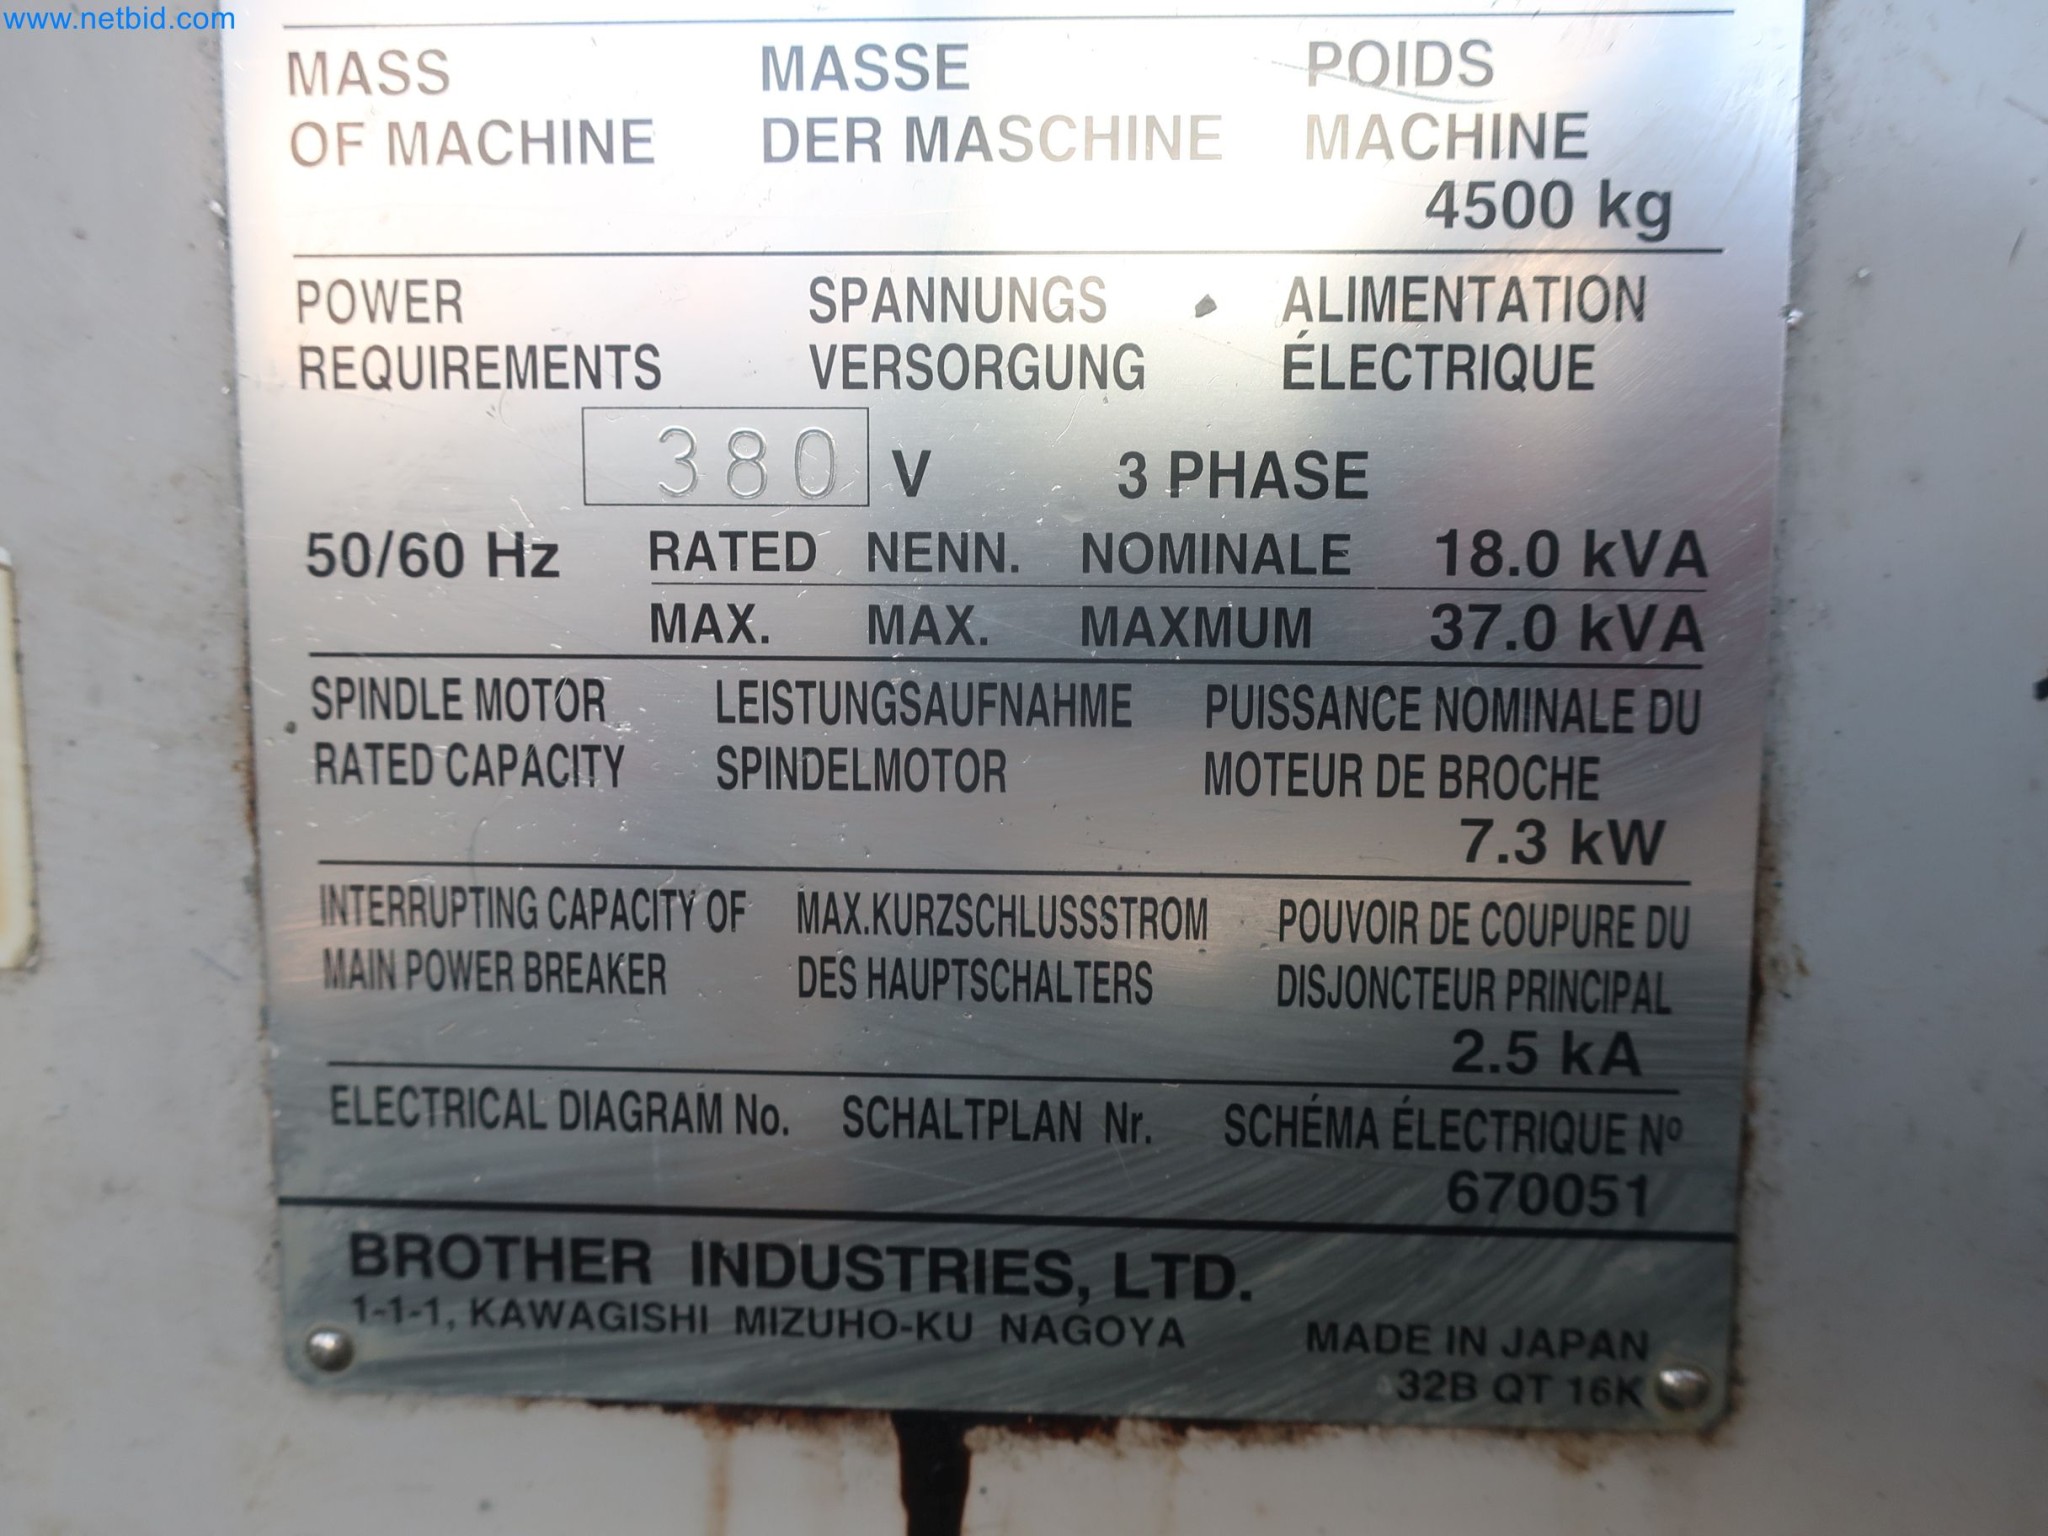 www.netbid.com
MASS MASSE POIDS
OF MACHINE DER MASCHINE MACHINE
4500 kg
POWER SPANNUNGS ALIMENTATION
REQUIREMENTS VERSORGUNG ÉLECTRIQUE
380 V 3 PHASE
50/60 Hz RATED NENN. NOMINALE 18.0 kVA
MAX. MAX. MAXMUM 37.0 kVA
SPINDLE MOTOR LEISTUNGSAUFNAHME PUISSANCE NOMINALE DU
RATED CAPACITY SPINDELMOTOR MOTEUR DE BROCHE
7.3 kW
INTERRUPTING CAPACITY OF MAX.KURZSCHLUSSSTROM POUVOIR DE COUPURE DU
MAIN POWER BREAKER DES HAUPTSCHALTERS DISJONCTEUR PRINCIPAL
2.5 kA
ELECTRICAL DIAGRAM No. SCHALTPLAN Nr. SCHÉMA ÉLECTRIQUE Nº
670051
BROTHER INDUSTRIES, LTD.
1-1-1, KAWAGISHI MIZUHO-KU NAGOYA
MADE IN JAPAN
32B QT 16K